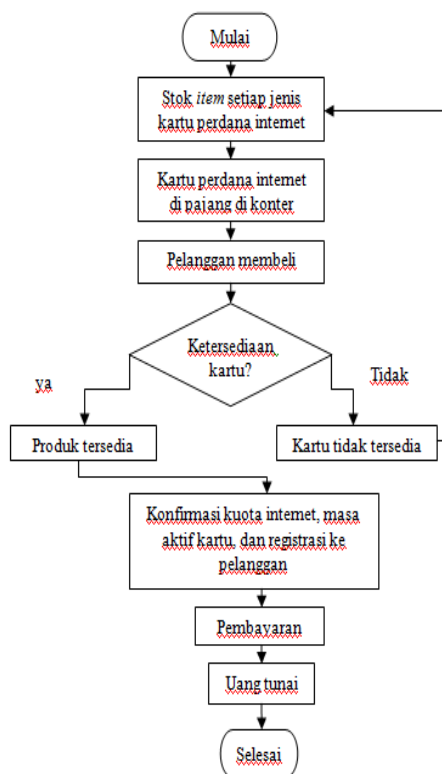 Mulai
Stok item setiap jenis
kartu perdana internet
Kartu perdana internet
di pajang di konter
Pelanggan membeli
Ketersediaan
kartu?
ya
Tidak
Produk tersedia
Kartu tidak tersedia
Konfirmasi kuota internet, masa
aktif kartu, dan registrasi ke
pelanggan
Pembayaran
Uang tunai
Selesai